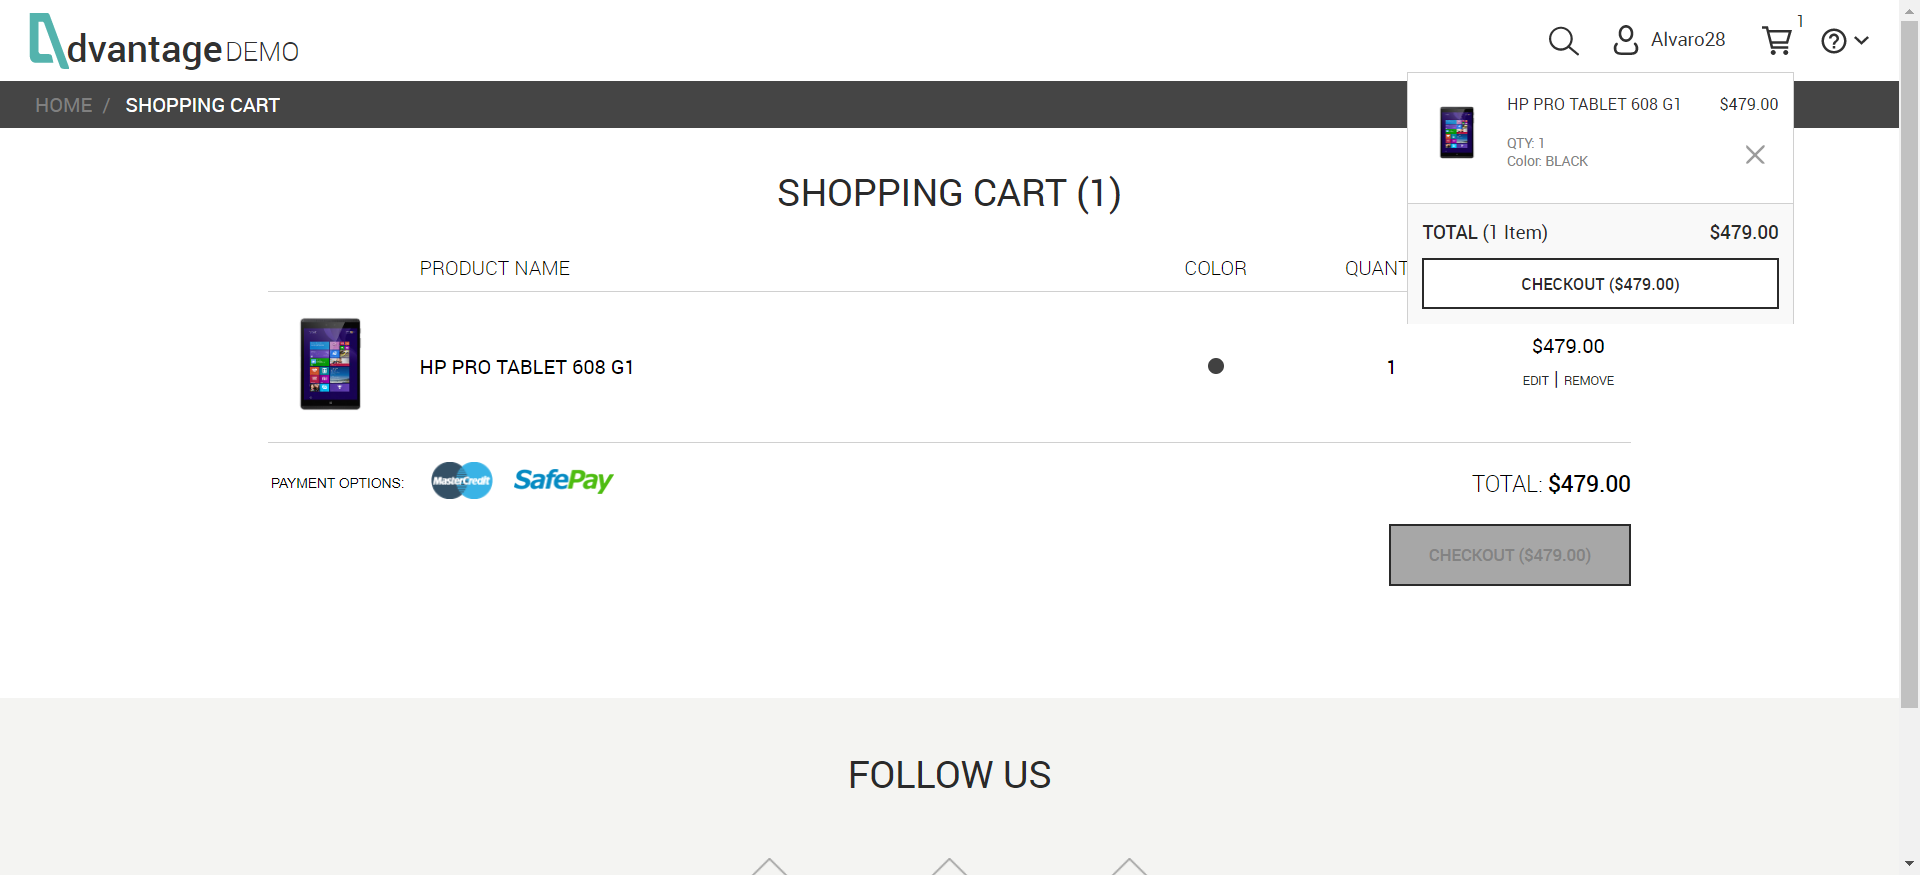 dvantage DEMO
Alvaro28
1
HOME / SHOPPING CART
HP PRO TABLET 608 G1 $479.00
QTY: 1
Color: BLACK
TOTAL (1 Item) $479.00
CHECKOUT ($479.00)
SHOPPING CART (1)
PRODUCT NAME COLOR QUANT
HP PRO TABLET 608 G1 1 $479.00
EDIT | REMOVE
PAYMENT OPTIONS: MasterCredit SafePay
TOTAL: $479.00
CHECKOUT ($479.00)
FOLLOW US